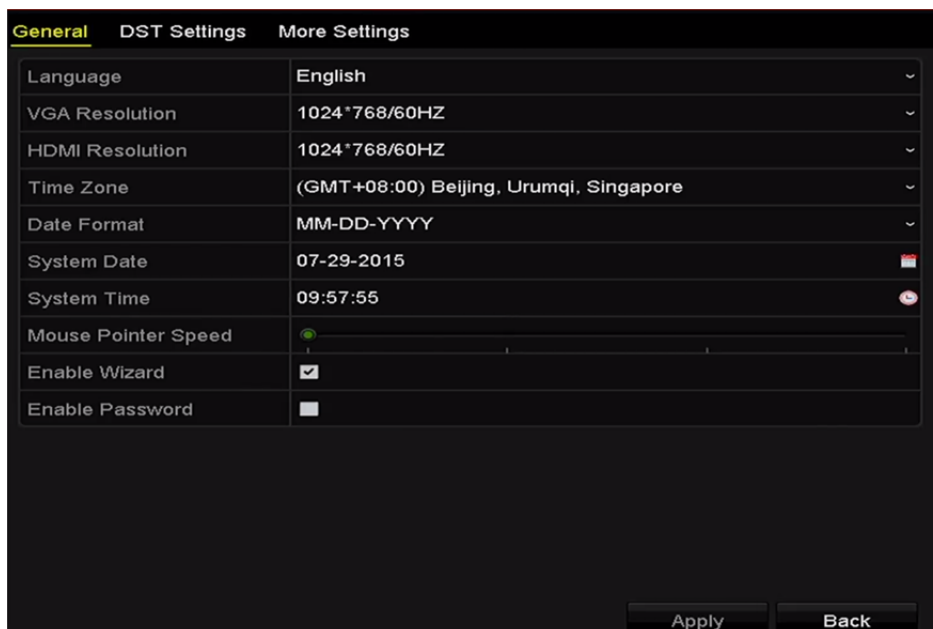 General DST Settings More Settings
Language English
VGA Resolution 1024*768/60HZ
HDMI Resolution 1024*768/60HZ
Time Zone (GMT+08:00) Beijing, Urumqi, Singapore
Date Format MM-DD-YYYY
System Date 07-29-2015
System Time 09:57:55
Mouse Pointer Speed
Enable Wizard
Enable Password
Apply Back